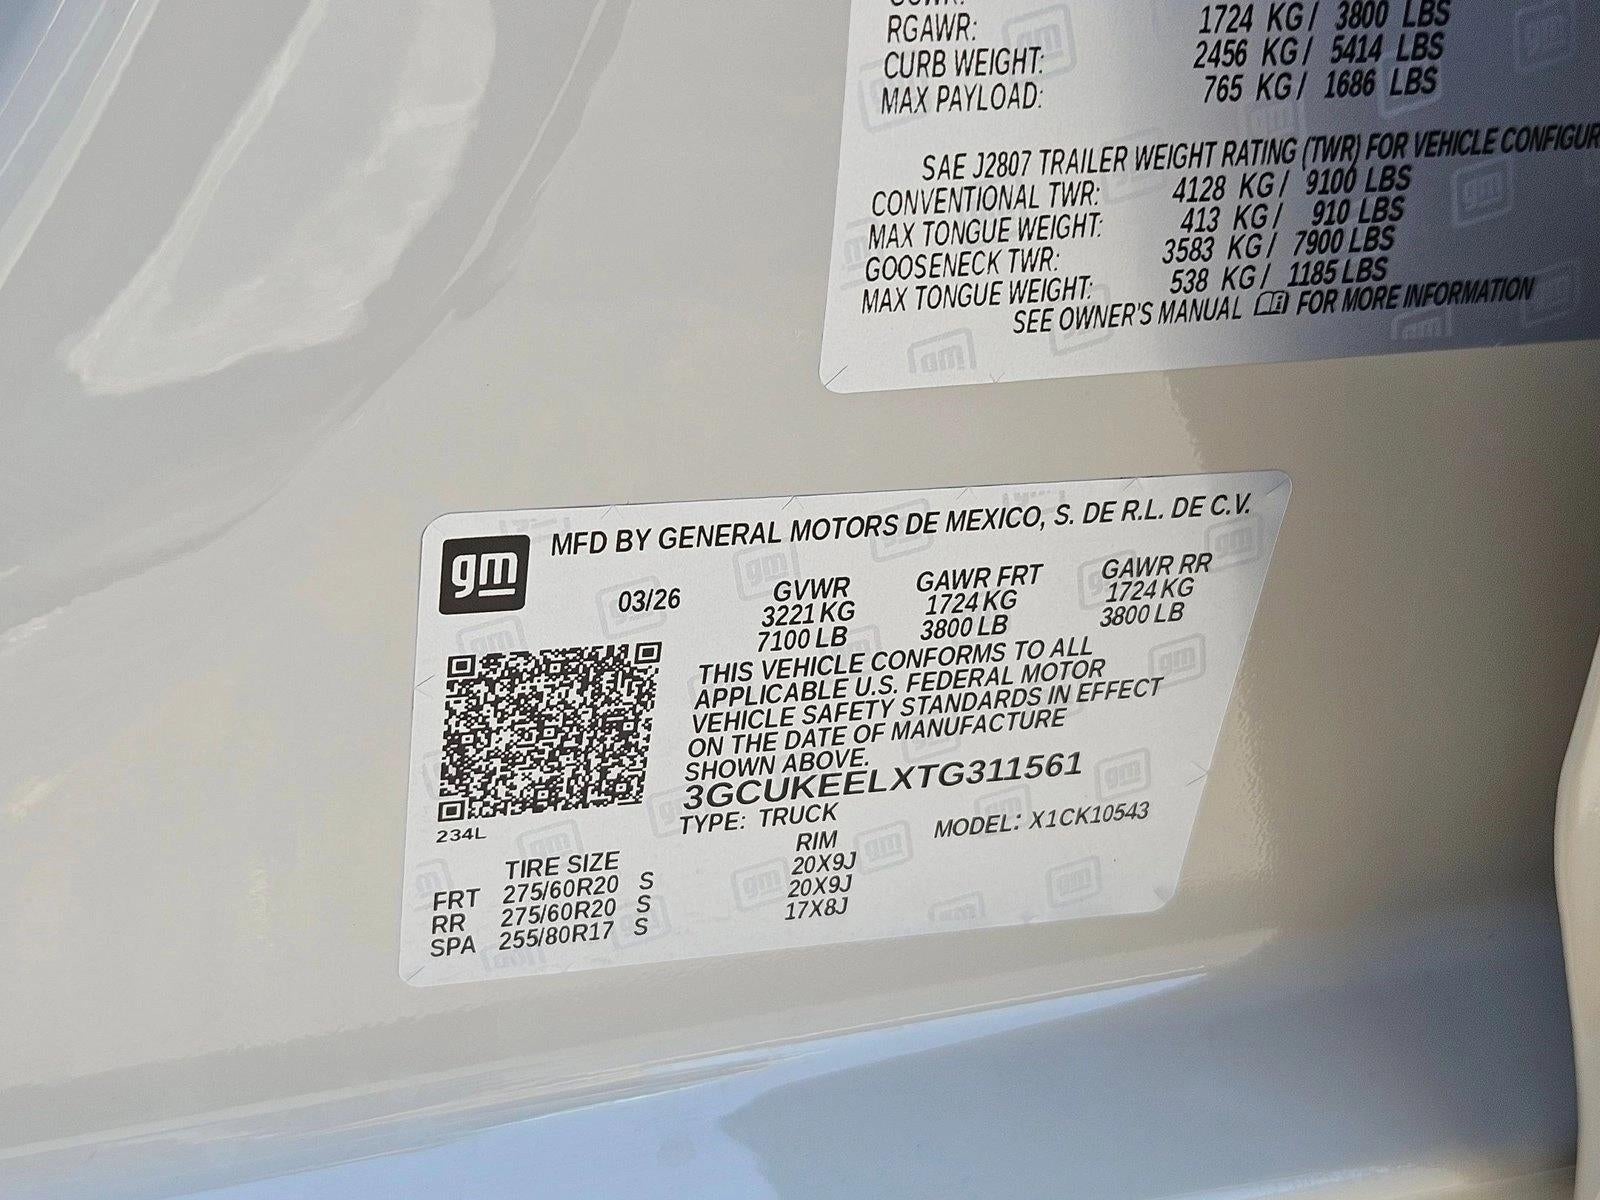 RGAWR: 1724 KG/ 3800 LBS
CURB WEIGHT: 2456 KG/ 5414 LBS
MAX PAYLOAD: 765 KG/ 1686 LBS
SAE J2807 TRAILER WEIGHT RATING (TWR) FOR VEHICLE
CONVENTIONAL TWR: 4128 KG/ 9100 LBS
MAX TONGUE WEIGHT: 413 KG/ 910 LBS
GOOSENECK TWR: 3583 KG/ 7900 LBS
MAX TONGUE WEIGHT: 538 KG/ 1185 LBS
SEE OWNER'S MANUAL FOR MORE INFORMATION
gm
MFD BY GENERAL MOTORS DE MEXICO, S. DE R.L. DE C.V.
03/26 GVWR GAWR FRT GAWR RR
3221 KG 1724 KG 1724 KG
7100 LB 3800 LB 3800 LB
THIS VEHICLE CONFORMS TO ALL
APPLICABLE U.S. FEDERAL MOTOR
VEHICLE SAFETY STANDARDS IN EFFECT
ON THE DATE OF MANUFACTURE
SHOWN ABOVE.
3GCUKEELXTG311561
TYPE: TRUCK MODEL: X1CK10543
234L
TIRE SIZE RIM
FRT 275/60R20 S 20X9J
RR 275/60R20 S 20X9J
SPA 255/80R17 S 17X8J